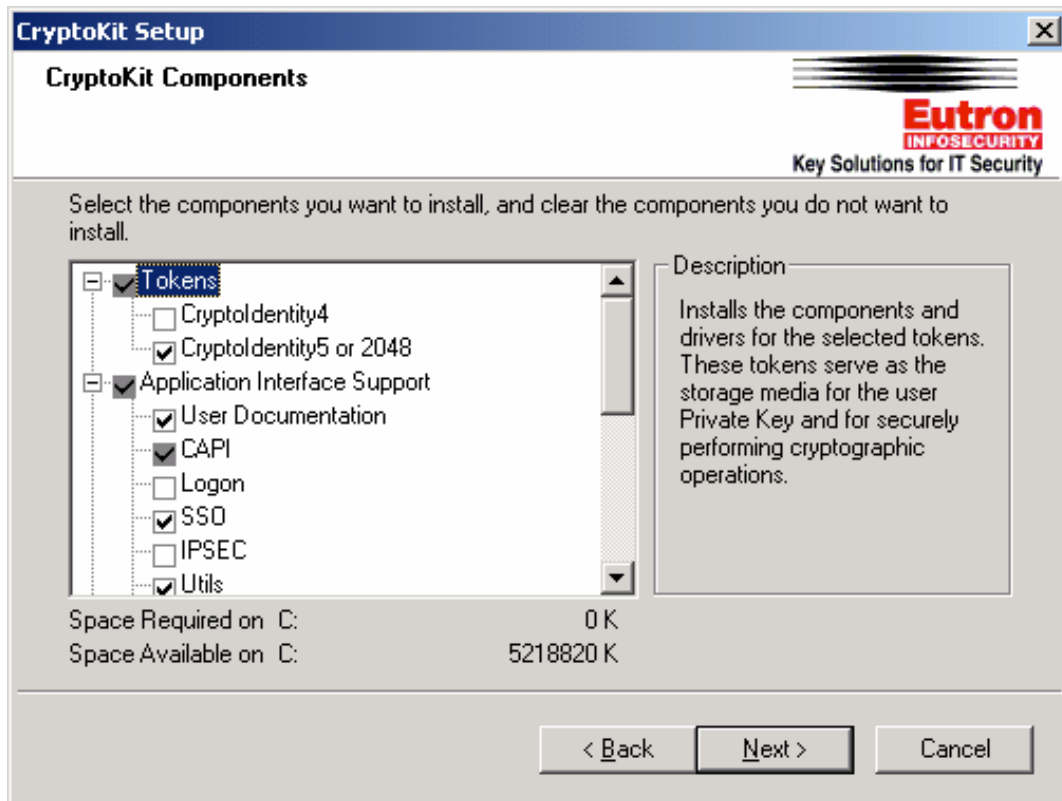 CryptoKit Setup
CryptoKit Components
Eutron
INFOSECURITY
Key Solutions for IT Security
Select the components you want to install, and clear the components you do not want to
install.
Tokens
CryptoIdentity4
CryptoIdentity5 or 2048
Application Interface Support
User Documentation
CAPI
Logon
SSO
IPSEC
Utils
Description
Installs the components and
drivers for the selected tokens.
These tokens serve as the
storage media for the user
Private Key and for securely
performing cryptographic
operations.
Space Required on C: 0 K
Space Available on C: 5218820 K
< Back
Next >
Cancel